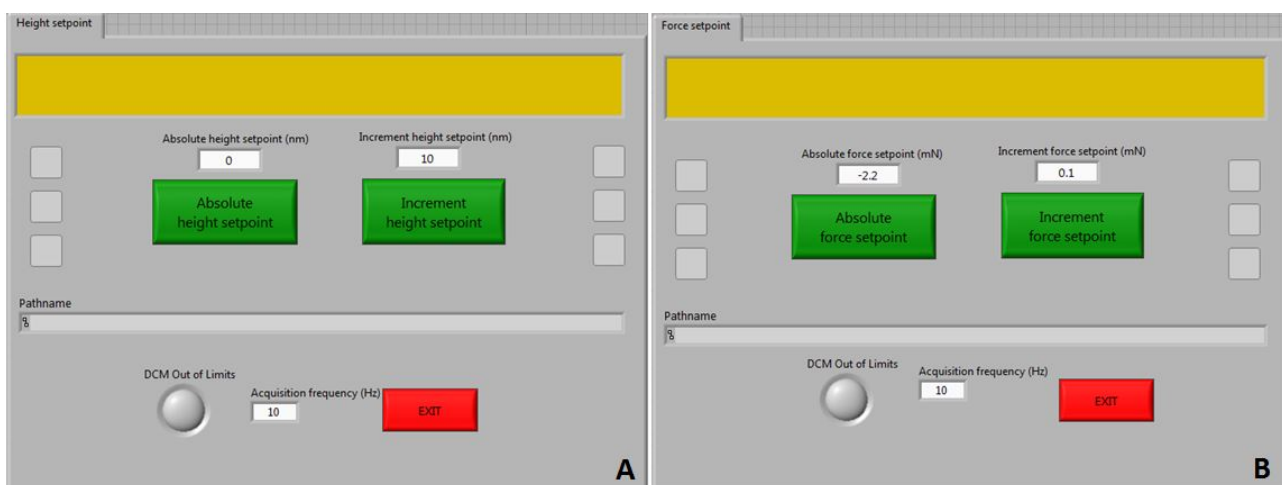 Height setpoint
Absolute height setpoint (nm)
Increment height setpoint (nm)
0
10
Absolute
height setpoint
Increment
height setpoint
Pathname
DCM Out of Limits
Acquisition frequency (Hz)
10
EXIT
A
Force setpoint
Absolute force setpoint (mN)
Increment force setpoint (mN)
-2.2
0.1
Absolute
force setpoint
Increment
force setpoint
Pathname
DCM Out of Limits
Acquisition frequency (Hz)
10
EXIT
B